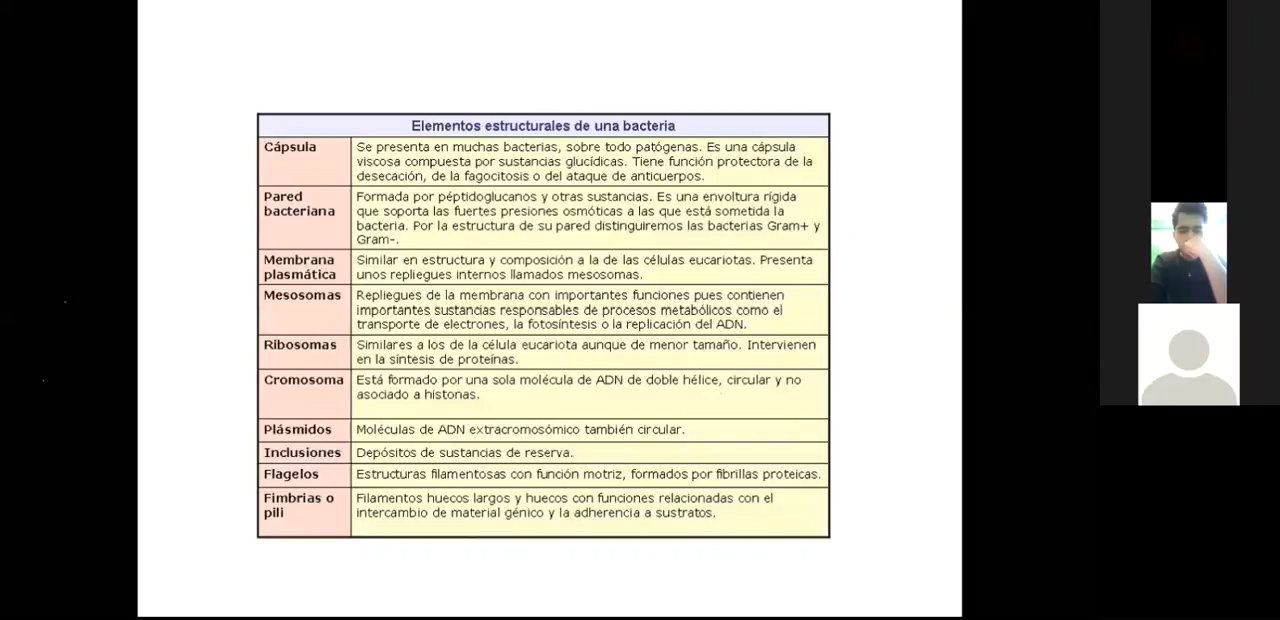 Elementos estructurales de una bacteria
Cápsula
Se presenta en muchas bacterias, sobre todo patógenas. Es una cápsula
viscosa compuesta por sustancias glucídicas. Tiene función protectora de la
desecación, de la fagocitosis o del ataque de anticuerpos.
Pared
bacteriana
Formada por péptidoglucanos y otras sustancias. Es una envoltura rígida
que soporta las fuertes presiones osmóticas a las que está sometida la
bacteria. Por la estructura de su pared distinguiremos las bacterias Gram+ y
Gram-.
Membrana
plasmática
Similar en estructura y composición a la de las células eucariotas. Presenta
unos repliegues internos llamados mesosomas.
Mesosomas
Repliegues de la membrana con importantes funciones pues contienen
importantes sustancias responsables de procesos metabólicos como el
transporte de electrones, la fotosíntesis o la replicación del ADN.
Ribosomas
Similares a los de la célula eucariota aunque de menor tamaño. Intervienen
en la síntesis de proteínas.
Cromosoma
Está formado por una sola molécula de ADN de doble hélice, circular y no
asociado a histonas.
Plásmidos
Moléculas de ADN extracromosómico también circular.
Inclusiones
Depósitos de sustancias de reserva.
Flagelos
Estructuras filamentosas con función motriz, formados por fibrillas proteicas.
Fimbrias o
pili
Filamentos huecos largos y huecos con funciones relacionadas con el
intercambio de material génico y la adherencia a sustratos.